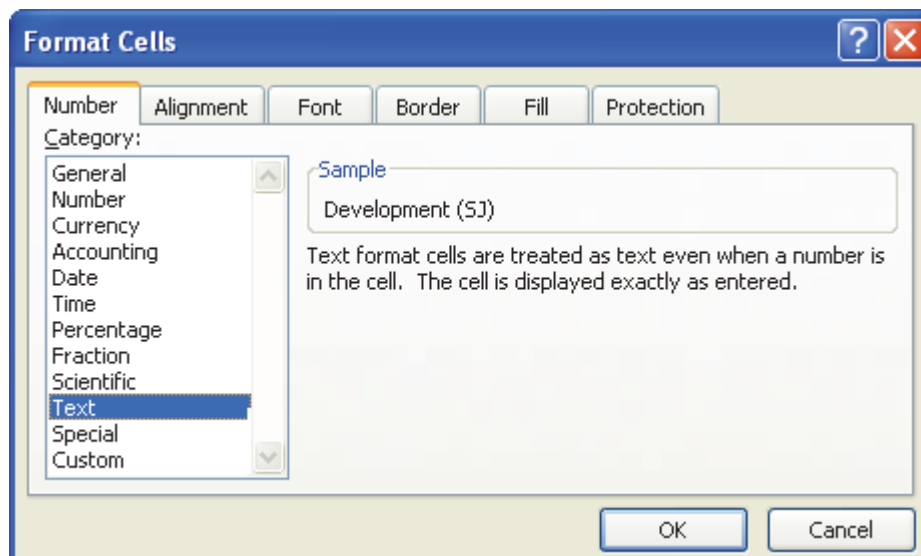 Format Cells
?
Number Alignment Font Border Fill Protection
Category:
General
Number
Currency
Accounting
Date
Time
Percentage
Fraction
Scientific
Text
Special
Custom
Sample
Development (SJ)
Text format cells are treated as text even when a number is
in the cell. The cell is displayed exactly as entered.
OK Cancel